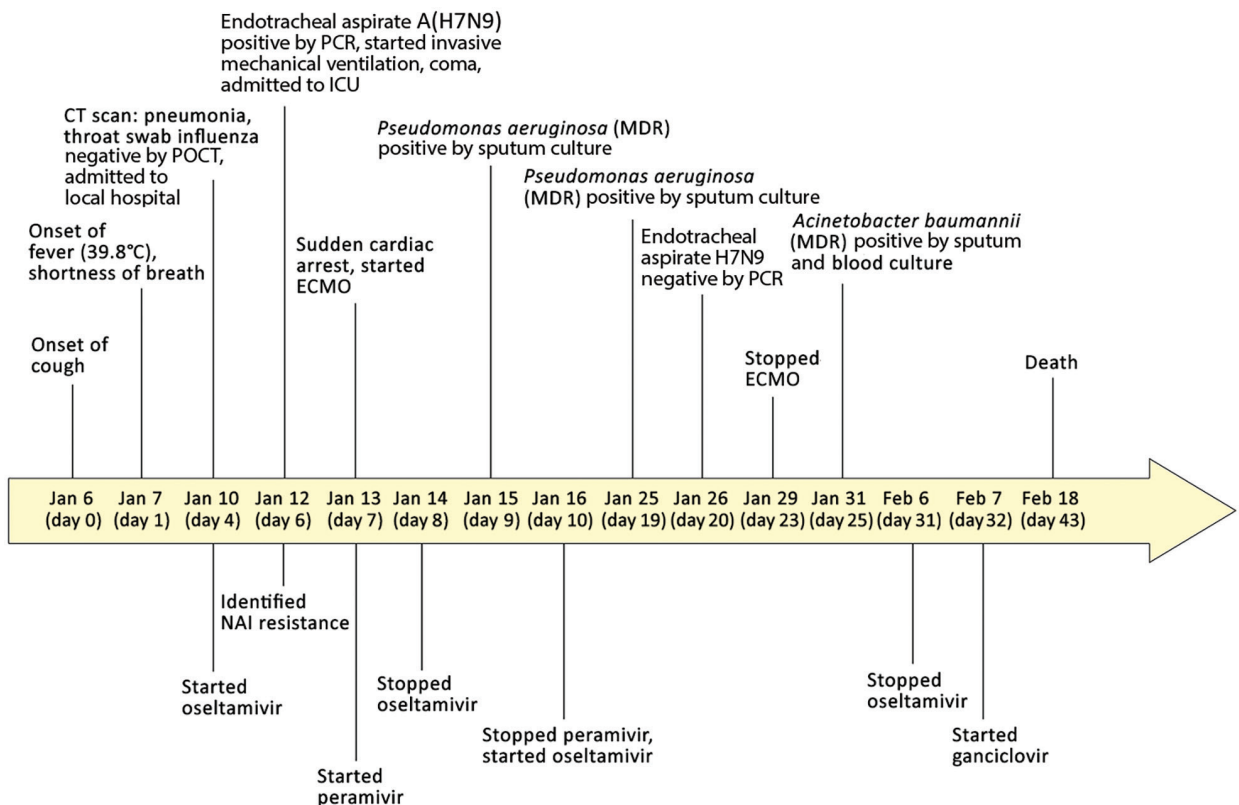 Endotracheal aspirate A(H7N9)
positive by PCR, started invasive
mechanical ventilation, coma,
admitted to ICU
CT scan: pneumonia,
throat swab influenza
negative by POCT,
admitted to
local hospital
Pseudomonas aeruginosa (MDR)
positive by sputum culture
Pseudomonas aeruginosa
(MDR) positive by sputum culture
Acinetobacter baumannii
(MDR) positive by sputum
and blood culture
Onset of
fever (39.8°C),
shortness of breath
Sudden cardiac
arrest, started
ECMO
Endotracheal
aspirate H7N9
negative by PCR
Onset of
cough
Stopped
ECMO
Death
Jan 6 Jan 7 Jan 10 Jan 12 Jan 13 Jan 14 Jan 15 Jan 16 Jan 25 Jan 26 Jan 29 Jan 31 Feb 6 Feb 7 Feb 18
(day 0) (day 1) (day 4) (day 6) (day 7) (day 8) (day 9) (day 10) (day 19) (day 20) (day 23) (day 25) (day 31) (day 32) (day 43)
Identified
NAI resistance
Started
oseltamivir
Stopped
oseltamivir
Stopped
oseltamivir
Stopped peramivir,
started oseltamivir
Started
ganciclovir
Started
peramivir